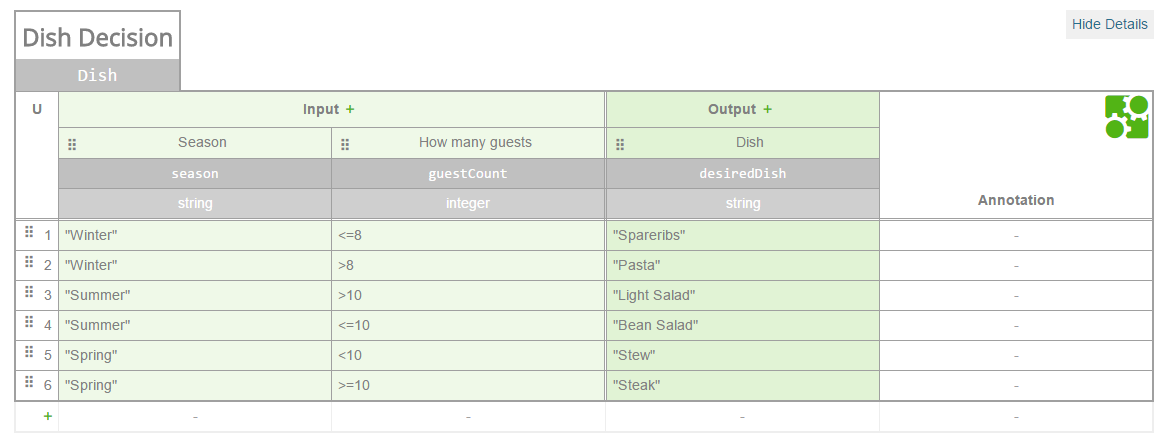 Hide Details
Dish Decision
Dish
U Input + Output +
Season How many guests Dish
season guestCount desiredDish
string integer string Annotation
1 "Winter" <=8 "Spareribs" -
2 "Winter" >8 "Pasta" -
3 "Summer" >10 "Light Salad" -
4 "Summer" <=10 "Bean Salad" -
5 "Spring" <10 "Stew" -
6 "Spring" >=10 "Steak" -
+ - - - -